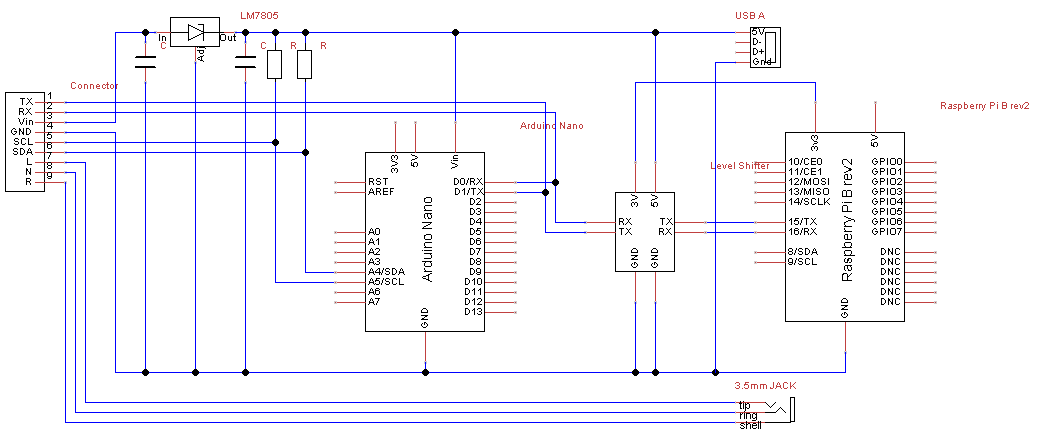 LM7805
In
Out
Adj
C
C
R
R
USB A
5V
D-
D+
Gnd
Connector
TX 1
RX 2
Vin 3
GND 4
SCL 5
SDA 6
L 7
N 8
R 9
Arduino Nano
3V3
5V
Vin
RST
AREF
A0
A1
A2
A3
A4/SDA
A5/SCL
A6
A7
Arduino Nano
D0/RX
D1/TX
D2
D3
D4
D5
D6
D7
D8
D9
D10
D11
D12
D13
GND
Level Shifter
3V
5V
RX
TX
TX
RX
GND
GND
Raspberry Pi B rev2
3v3
5V
10/CE0
11/CE1
12/MOSI
13/MISO
14/SCLK
15/TX
16/RX
8/SDA
9/SCL
Raspberry Pi B rev2
GPIO0
GPIO1
GPIO2
GPIO3
GPIO4
GPIO5
GPIO6
GPIO7
DNC
DNC
DNC
DNC
DNC
DNC
GND
3.5mm JACK
tip
ring
shell